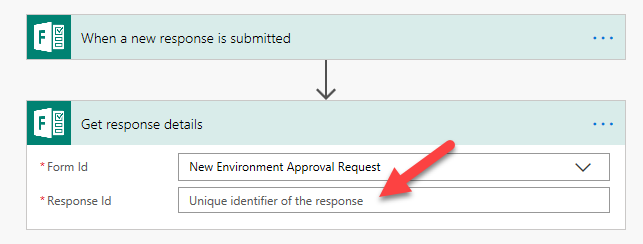 When a new response is submitted
Get response details
* Form Id New Environment Approval Request
* Response Id Unique identifier of the response